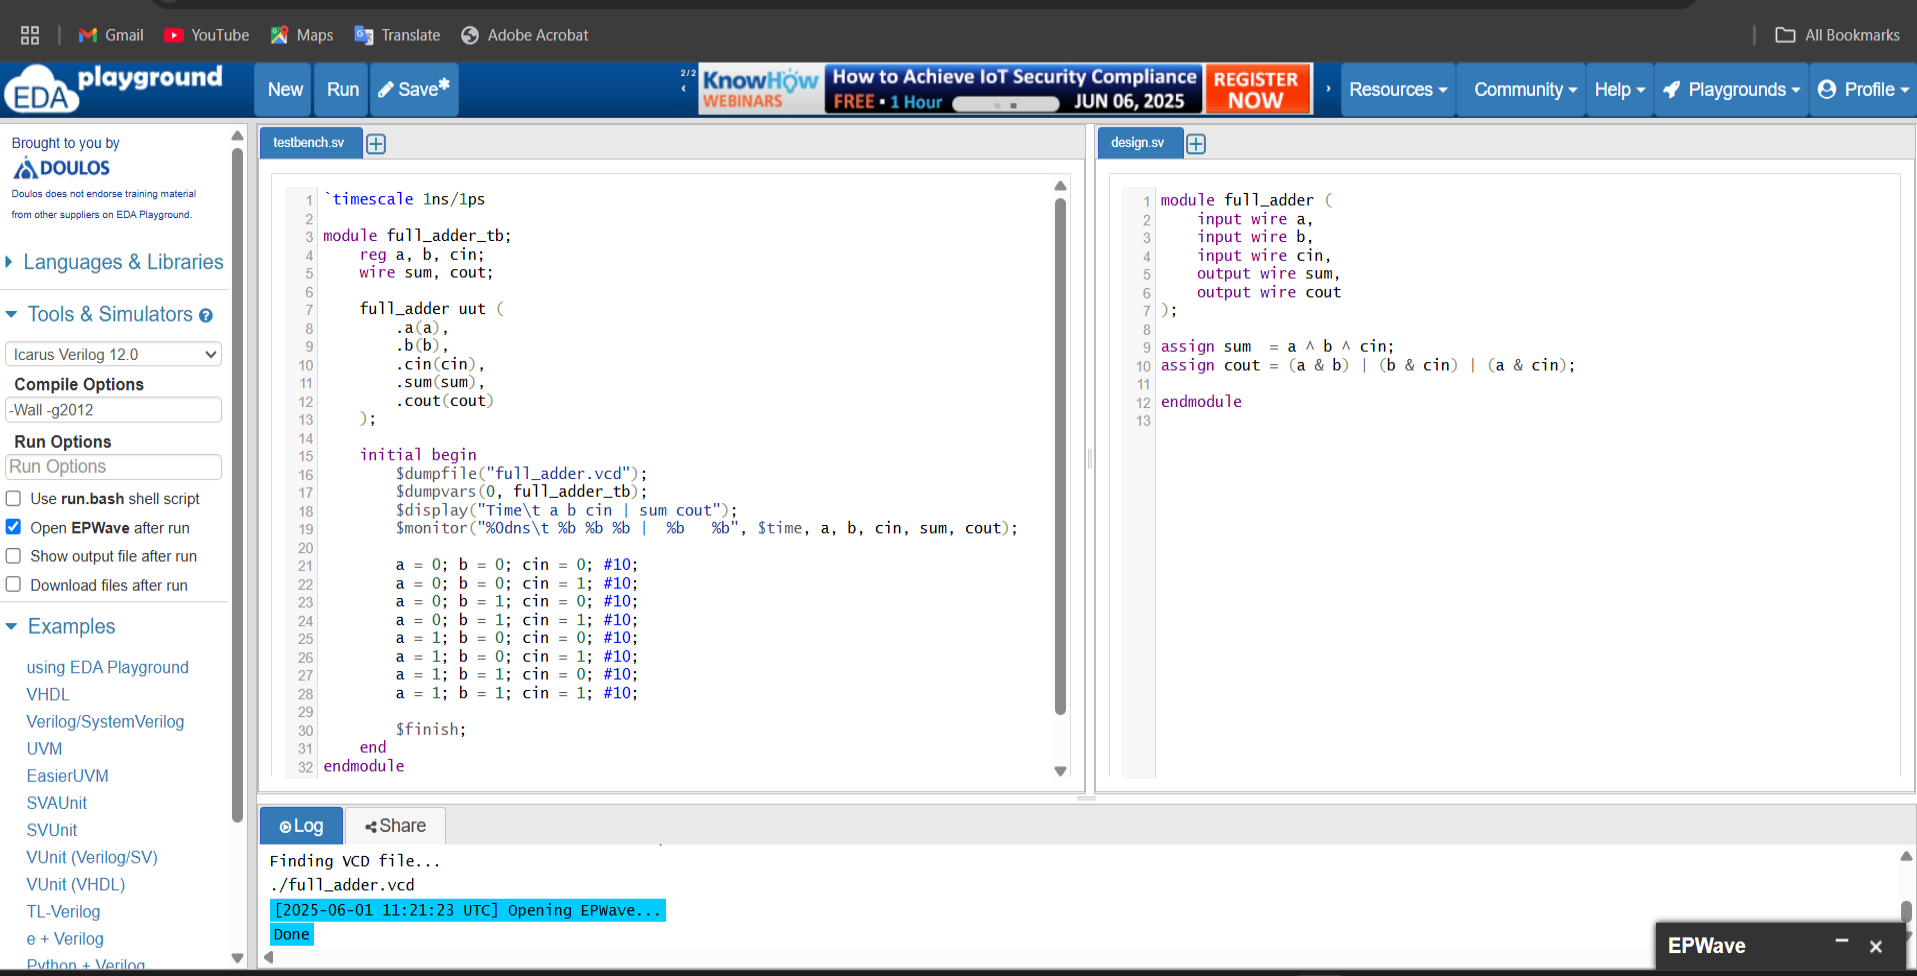 Gmail
YouTube
Maps
Translate
Adobe Acrobat
All Bookmarks
EDA playground
New
Run
Save*
2/2
KnowHow
WEBINARS
How to Achieve IoT Security Compliance
FREE • 1 Hour
JUN 06, 2025
REGISTER
NOW
Resources
Community
Help
Playgrounds
Profile
Brought to you by
DOULOS
Doulos does not endorse training material
from other suppliers on EDA Playground.
Languages & Libraries
Tools & Simulators
Icarus Verilog 12.0
Compile Options
-Wall -g2012
Run Options
Run Options
Use run.bash shell script
Open EPWave after run
Show output file after run
Download files after run
Examples
using EDA Playground
VHDL
Verilog/SystemVerilog
UVM
EasierUVM
SVAUnit
SVUnit
VUnit (Verilog/SV)
VUnit (VHDL)
TL-Verilog
e + Verilog
Python + Verilog
testbench.sv
1 `timescale 1ns/1ps
2
3 module full_adder_tb;
4     reg a, b, cin;
5     wire sum, cout;
6
7     full_adder uut (
8         .a(a),
9         .b(b),
10         .cin(cin),
11         .sum(sum),
12         .cout(cout)
13     );
14
15     initial begin
16         $dumpfile("full_adder.vcd");
17         $dumpvars(0, full_adder_tb);
18         $display("Time\t a b cin | sum cout");
19         $monitor("%0dns\t %b %b %b |  %b   %b", $time, a, b, cin, sum, cout);
20
21         a = 0; b = 0; cin = 0; #10;
22         a = 0; b = 0; cin = 1; #10;
23         a = 0; b = 1; cin = 0; #10;
24         a = 0; b = 1; cin = 1; #10;
25         a = 1; b = 0; cin = 0; #10;
26         a = 1; b = 0; cin = 1; #10;
27         a = 1; b = 1; cin = 0; #10;
28         a = 1; b = 1; cin = 1; #10;
29
30         $finish;
31     end
32 endmodule
design.sv
1 module full_adder (
2     input wire a,
3     input wire b,
4     input wire cin,
5     output wire sum,
6     output wire cout
7 );
8
9 assign sum  = a ^ b ^ cin;
10 assign cout = (a & b) | (b & cin) | (a & cin);
11
12 endmodule
13
Log
Share
Finding VCD file...
./full_adder.vcd
[2025-06-01 11:21:23 UTC] Opening EPWave...
Done
EPWave